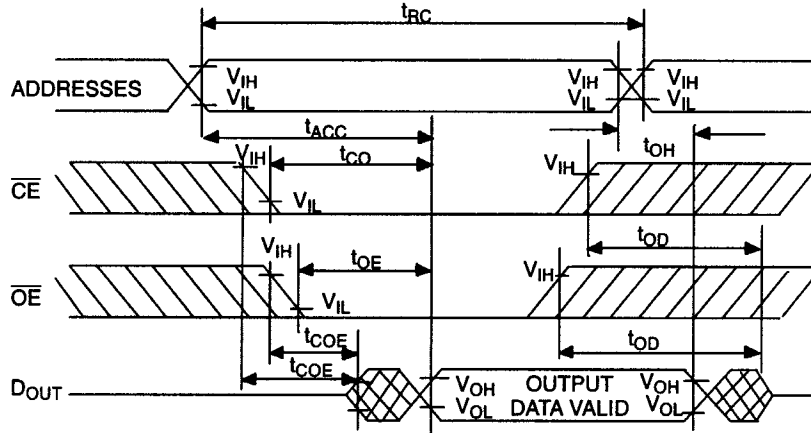 tRC
ADDRESSES VIH VIH VIH
VIL VIL VIL
tACC
tOH
VIH tCO VIH
CE VIL
tOD
VIH tOE VIH
OE VIL
tCOE tOD
tCOE
DOUT VOH OUTPUT VOH
VOL DATA VALID VOL